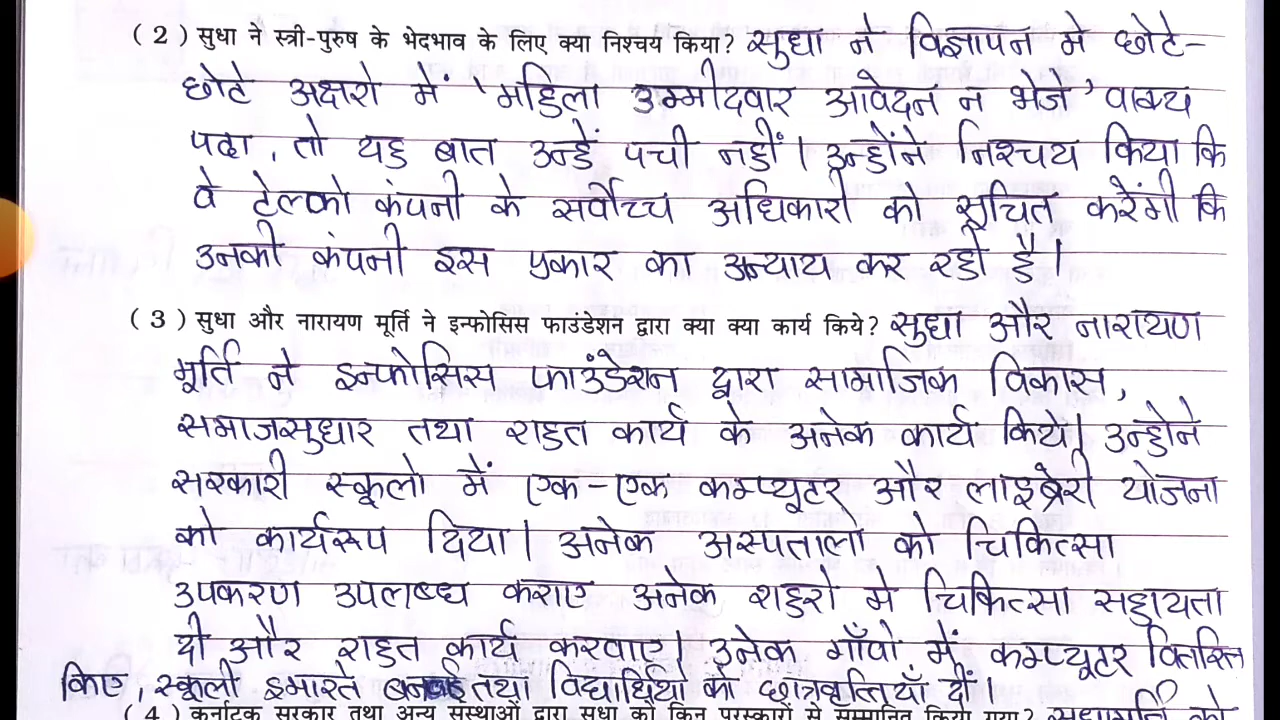 ( 2 ) सुधा ने स्त्री-पुरुष के भेदभाव के लिए क्या निश्चय किया? सुधा ने विज्ञापन मे छोटे-
छोटे अक्षरो में 'महिला उम्मीदवार आवेदन न भेजे' वाक्य
पढा, तो यह बात उन्हें पची नहीं। उन्होंने निश्चय किया कि
वे टेल्को कंपनी के सर्वोच्च अधिकारी को सूचित करेंगी कि
उनकी कंपनी इस प्रकार का अन्याय कर रही है।
( 3 ) सुधा और नारायण मूर्ति ने इन्फोसिस फाउंडेशन द्वारा क्या क्या कार्य किये? सुधा और नारायण
मूर्ति ने इन्फोसिस फाउंडेशन द्वारा सामाजिक विकास,
समाजसुधार तथा राहत कार्य के अनेक कार्य किये। उन्होने
सरकारी स्कूलो में एक-एक कम्प्यूटर और लाइब्रेरी योजना
को कार्यरूप दिया। अनेक अस्पतालो को चिकित्सा
उपकरण उपलब्ध कराए अनेक शहरो मे चिकित्सा सहायता
दी और राहत कार्य करवाए। उनेक गाँवो में कम्प्यूटर वितरित
किए स्कूली इमारते तथा विद्यार्थियो को छात्रवृत्तियाँ दीं।
( 4 ) कर्नाटक सरकार तथा अन्य संस्थाओं द्वारा सुधा को किन पुरस्कारों से सम्मानित किया गया? सुधामूर्ति को